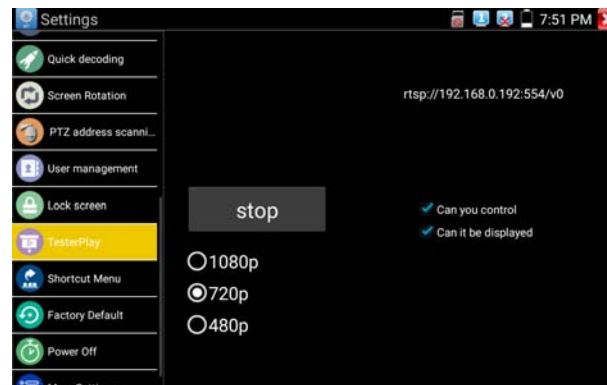 Settings
7:51 PM
Quick decoding
Screen Rotation
PTZ address scanni...
User management
Lock screen
TesterPlay
Shortcut Menu
Factory Default
Power Off
rtsp://192.168.0.192:554/v0
stop
Can you control
Can it be displayed
1080p
720p
480p